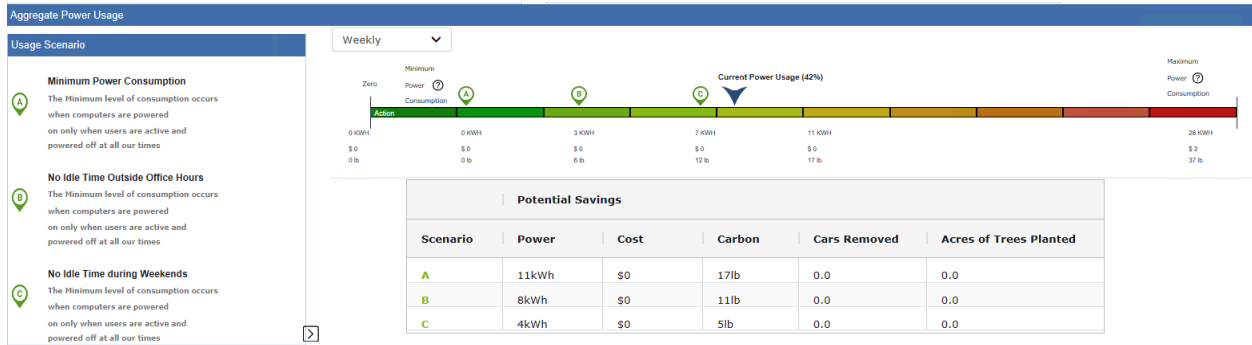 Aggregate Power Usage
Usage Scenario
A
Minimum Power Consumption
The Minimum level of consumption occurs
when computers are powered
on only when users are active and
powered off at all our times
B
No Idle Time Outside Office Hours
The Minimum level of consumption occurs
when computers are powered
on only when users are active and
powered off at all our times
C
No Idle Time during Weekends
The Minimum level of consumption occurs
when computers are powered
on only when users are active and
powered off at all our times
Weekly
Zero
Minimum
Power ?
Consumption
A
B
C
Current Power Usage (42%)
Maximum
Power ?
Consumption
Action
0 KWH 0 KWH 3 KWH 7 KWH 11 KWH 26 KWH
$ 0 $ 0 $ 0 $ 0 $ 0 $ 2
0 lb 0 lb 6 lb 12 lb 17 lb 37 lb
Potential Savings
Scenario Power Cost Carbon Cars Removed Acres of Trees Planted
A 11kWh $0 17lb 0.0 0.0
B 8kWh $0 11lb 0.0 0.0
C 4kWh $0 5lb 0.0 0.0